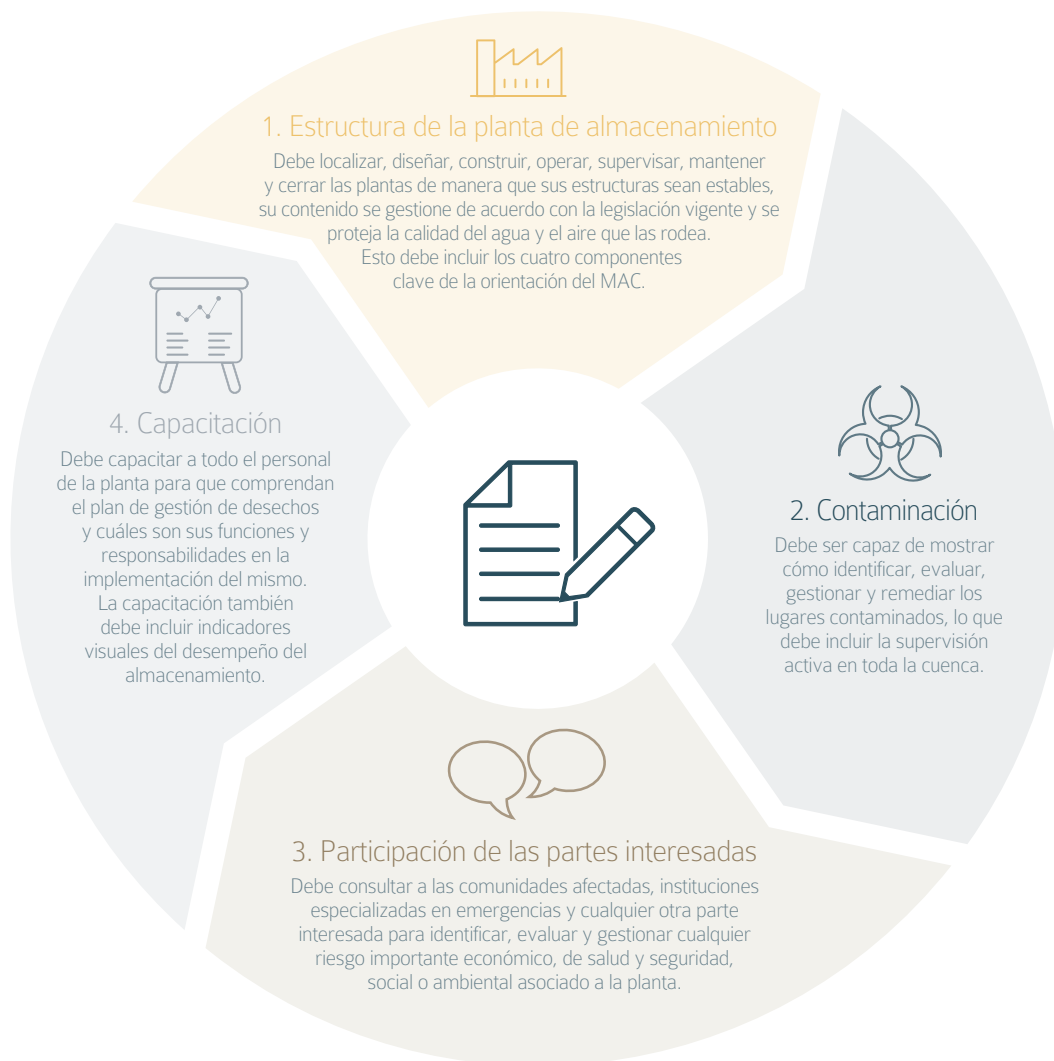 1. Estructura de la planta de almacenamiento
Debe localizar, diseñar, construir, operar, supervisar, mantener
y cerrar las plantas de manera que sus estructuras sean estables,
su contenido se gestione de acuerdo con la legislación vigente y se
proteja la calidad del agua y el aire que las rodea.
Esto debe incluir los cuatro componentes
clave de la orientación del MAC.
2. Contaminación
Debe ser capaz de mostrar
cómo identificar, evaluar,
gestionar y remediar los
lugares contaminados, lo que
debe incluir la supervisión
activa en toda la cuenca.
3. Participación de las partes interesadas
Debe consultar a las comunidades afectadas, instituciones
especializadas en emergencias y cualquier otra parte
interesada para identificar, evaluar y gestionar cualquier
riesgo importante económico, de salud y seguridad,
social o ambiental asociado a la planta.
4. Capacitación
Debe capacitar a todo el personal
de la planta para que comprendan
el plan de gestión de desechos
y cuáles son sus funciones y
responsabilidades en la
implementación del mismo.
La capacitación también
debe incluir indicadores
visuales del desempeño del
almacenamiento.